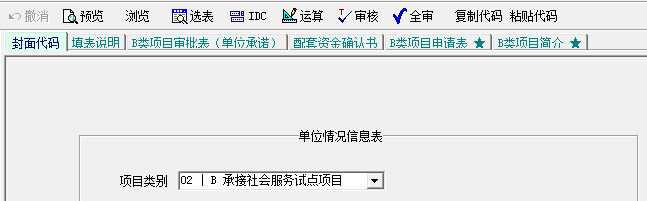 撤消 预览 浏览 选表 IDC 运算 审核 全审 复制代码 粘贴代码
封面代码 填表说明 B类项目审批表（单位承诺） 配套资金确认书 B类项目申请表 ★ B类项目简介 ★
单位情况信息表
项目类别 02 | B 承接社会服务试点项目